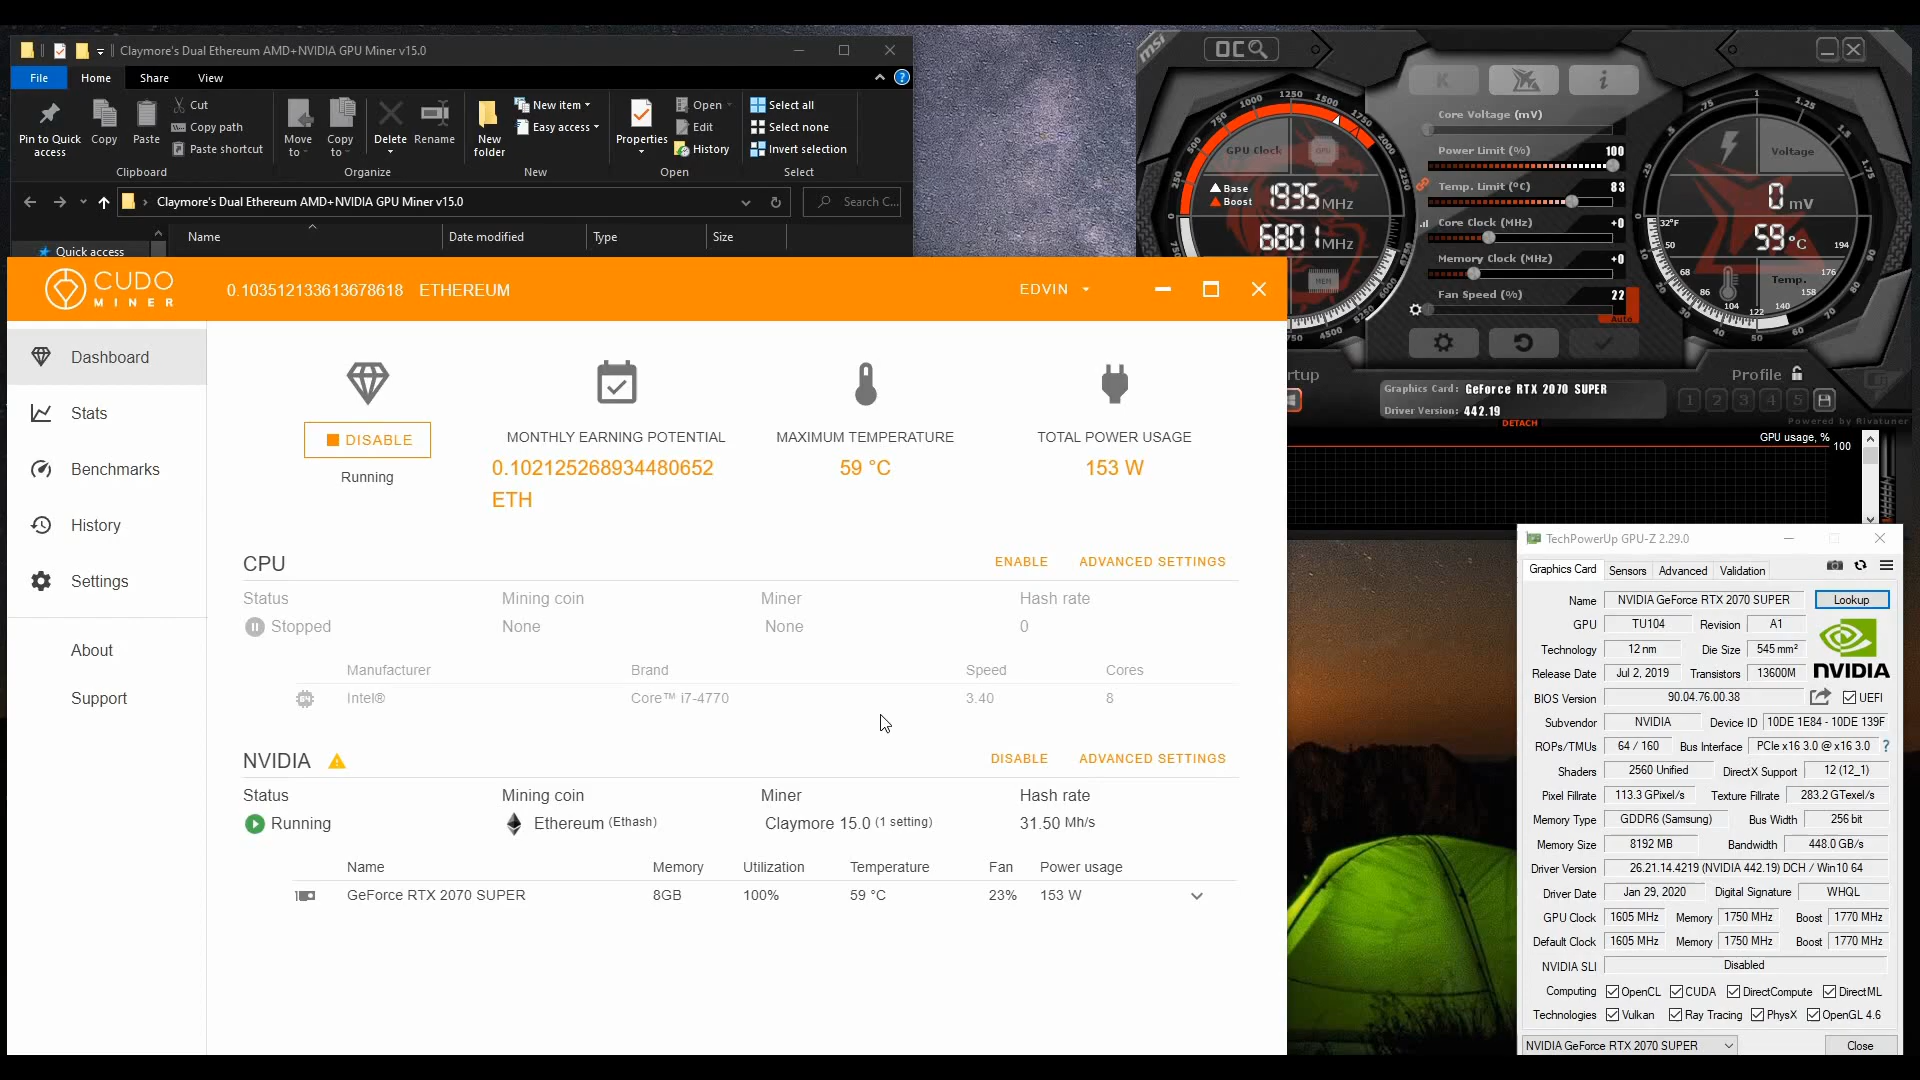 Claymore's Dual Ethereum AMD+NVIDIA GPU Miner v15.0
File Home Share View
Pin to Quick access
Copy
Paste
Cut
Copy path
Paste shortcut
Clipboard
Move to
Copy to
Delete
Rename
Organize
New folder
New item
Easy access
New
Properties
Open
Edit
History
Open
Select all
Select none
Invert selection
Select
Claymore's Dual Ethereum AMD+NVIDIA GPU Miner v15.0
Search C...
Quick access
Name Date modified Type Size
CUDO
MINER
0.103512133613678618 ETHEREUM
EDVIN
Dashboard
Stats
Benchmarks
History
Settings
About
Support
DISABLE
Running
MONTHLY EARNING POTENTIAL
0.102125268934480652
ETH
MAXIMUM TEMPERATURE
59 °C
TOTAL POWER USAGE
153 W
CPU ENABLE ADVANCED SETTINGS
Status Mining coin Miner Hash rate
Stopped None None 0
Manufacturer Brand Speed Cores
Intel® Core™ i7-4770 3.40 8
NVIDIA DISABLE ADVANCED SETTINGS
Status Mining coin Miner Hash rate
Running Ethereum (Ethash) Claymore 15.0 (1 setting) 31.50 Mh/s
Name Memory Utilization Temperature Fan Power usage
GeForce RTX 2070 SUPER 8GB 100% 59 °C 23% 153 W
msi
OC
K
i
GPU Clock
Base
Boost
1935 MHz
6801 MHz
MEM
Core Voltage (mV)
Power Limit (%) 100
Temp. Limit (°C) 83
Core Clock (MHz) +0
Memory Clock (MHz) +0
Fan Speed (%) 22
Auto
Voltage
0 mV
59 °C
Temp.
rtup
Graphics Card: GeForce RTX 2070 SUPER
Driver Version: 442.19
DETACH
Profile
1 2 3 4 5
Powered by Rivatuner
GPU usage, % 100
TechPowerUp GPU-Z 2.29.0
Graphics Card Sensors Advanced Validation
Name NVIDIA GeForce RTX 2070 SUPER Lookup
GPU TU104 Revision A1
Technology 12 nm Die Size 545 mm²
Release Date Jul 2, 2019 Transistors 13600M
NVIDIA
BIOS Version 90.04.76.00.38 UEFI
Subvendor NVIDIA Device ID 10DE 1E84 - 10DE 139F
ROPs/TMUs 64 / 160 Bus Interface PCIe x16 3.0 @ x16 3.0 ?
Shaders 2560 Unified DirectX Support 12 (12_1)
Pixel Fillrate 113.3 GPixel/s Texture Fillrate 283.2 GTexel/s
Memory Type GDDR6 (Samsung) Bus Width 256 bit
Memory Size 8192 MB Bandwidth 448.0 GB/s
Driver Version 26.21.14.4219 (NVIDIA 442.19) DCH / Win10 64
Driver Date Jan 29, 2020 Digital Signature WHQL
GPU Clock 1605 MHz Memory 1750 MHz Boost 1770 MHz
Default Clock 1605 MHz Memory 1750 MHz Boost 1770 MHz
NVIDIA SLI Disabled
Computing OpenCL CUDA DirectCompute DirectML
Technologies Vulkan Ray Tracing PhysX OpenGL 4.6
NVIDIA GeForce RTX 2070 SUPER Close